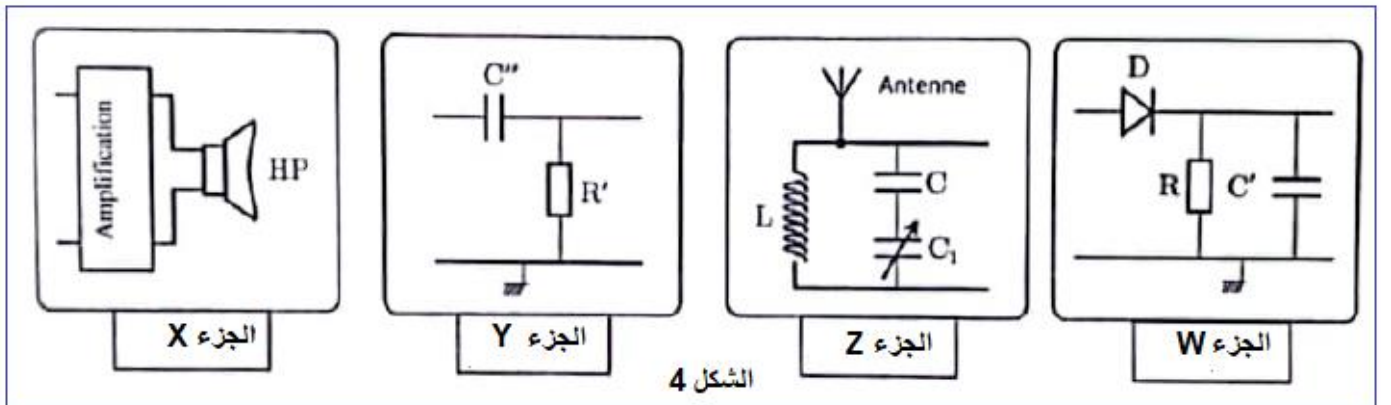 Amplification
HP
C'''
R'
Antenne
L
C
C₁
D
R
C'
الجزء X
الجزء Y
الجزء Z
الجزء W
الشكل 4